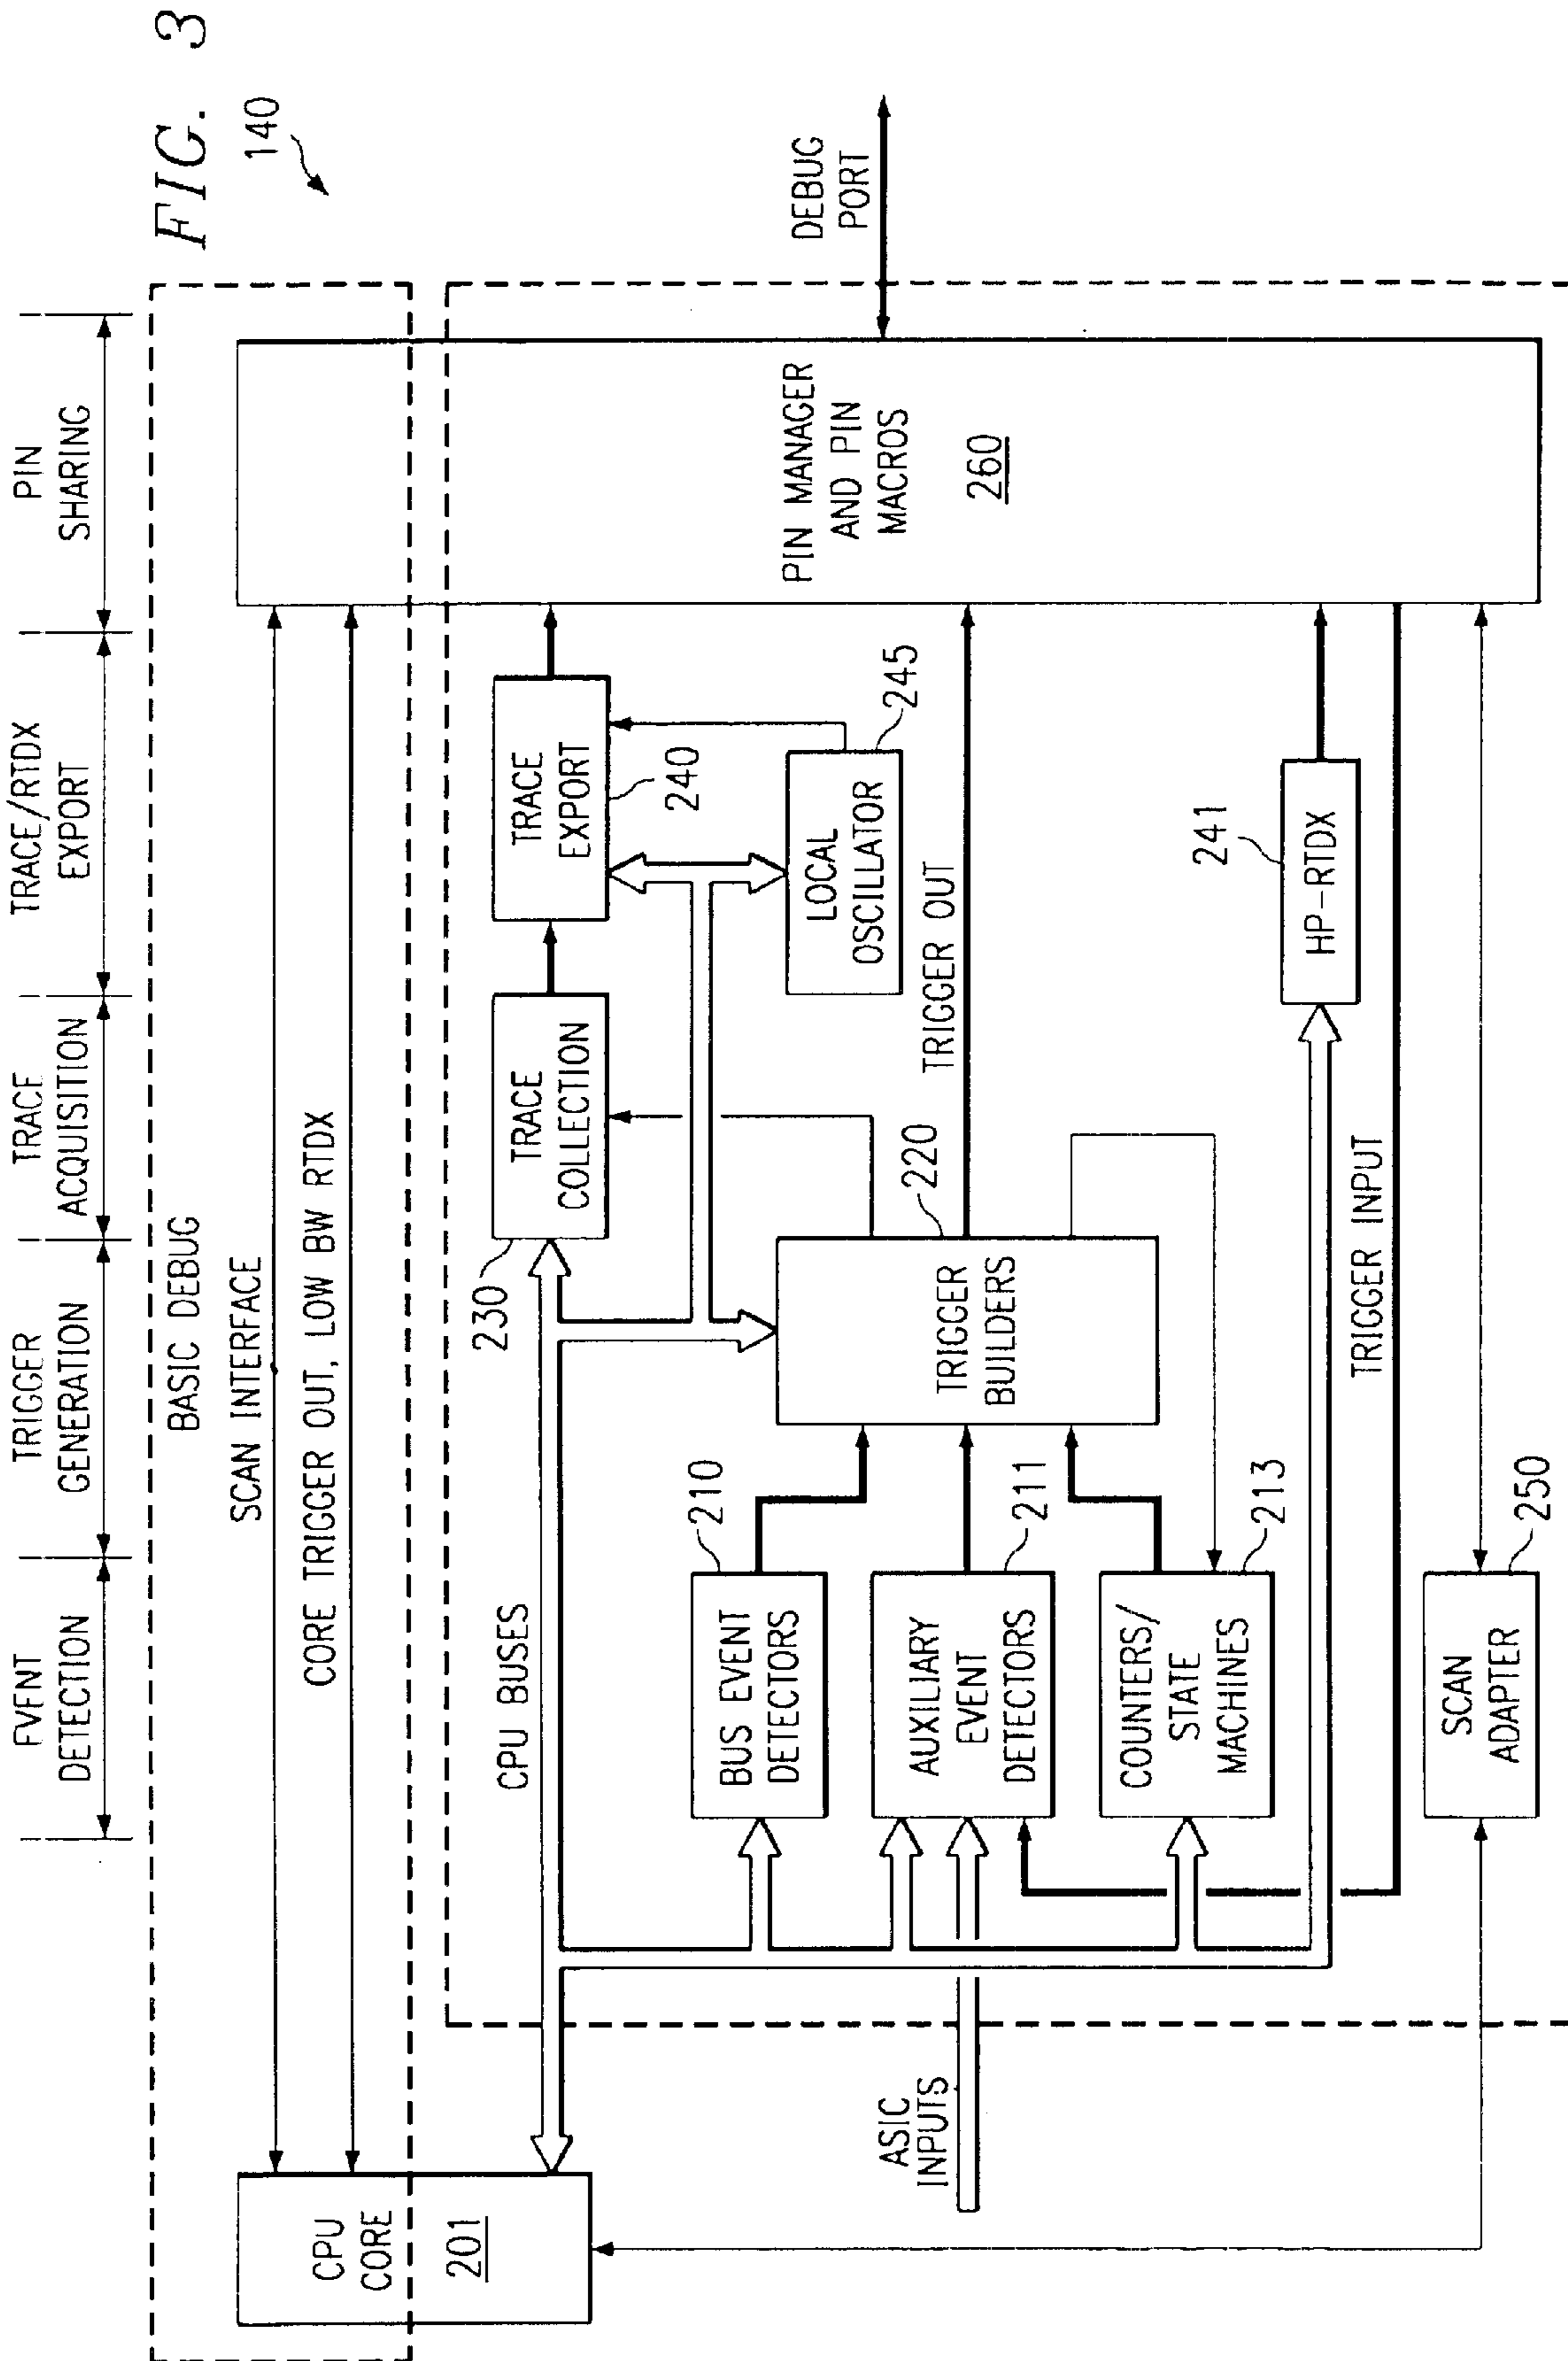 FIG. 3
140
EVENT
DETECTION
TRIGGER
GENERATION
TRACE
ACQUISITION
TRACE/RTDX
EXPORT
PIN
SHARING
BASIC DEBUG
SCAN INTERFACE
CORE TRIGGER OUT, LOW BW RTDX
CPU
CORE
201
CPU BUSES
230
TRACE
COLLECTION
TRACE
EXPORT
240
245
LOCAL
OSCILLATOR
210
BUS EVENT
DETECTORS
220
TRIGGER
BUILDERS
TRIGGER OUT
PIN MANAGER
AND PIN
MACROS
260
DEBUG
PORT
ASIC
INPUTS
AUXILIARY
EVENT
DETECTORS
211
COUNTERS/
STATE
MACHINES
213
241
HP-RTDX
TRIGGER INPUT
SCAN
ADAPTER
250